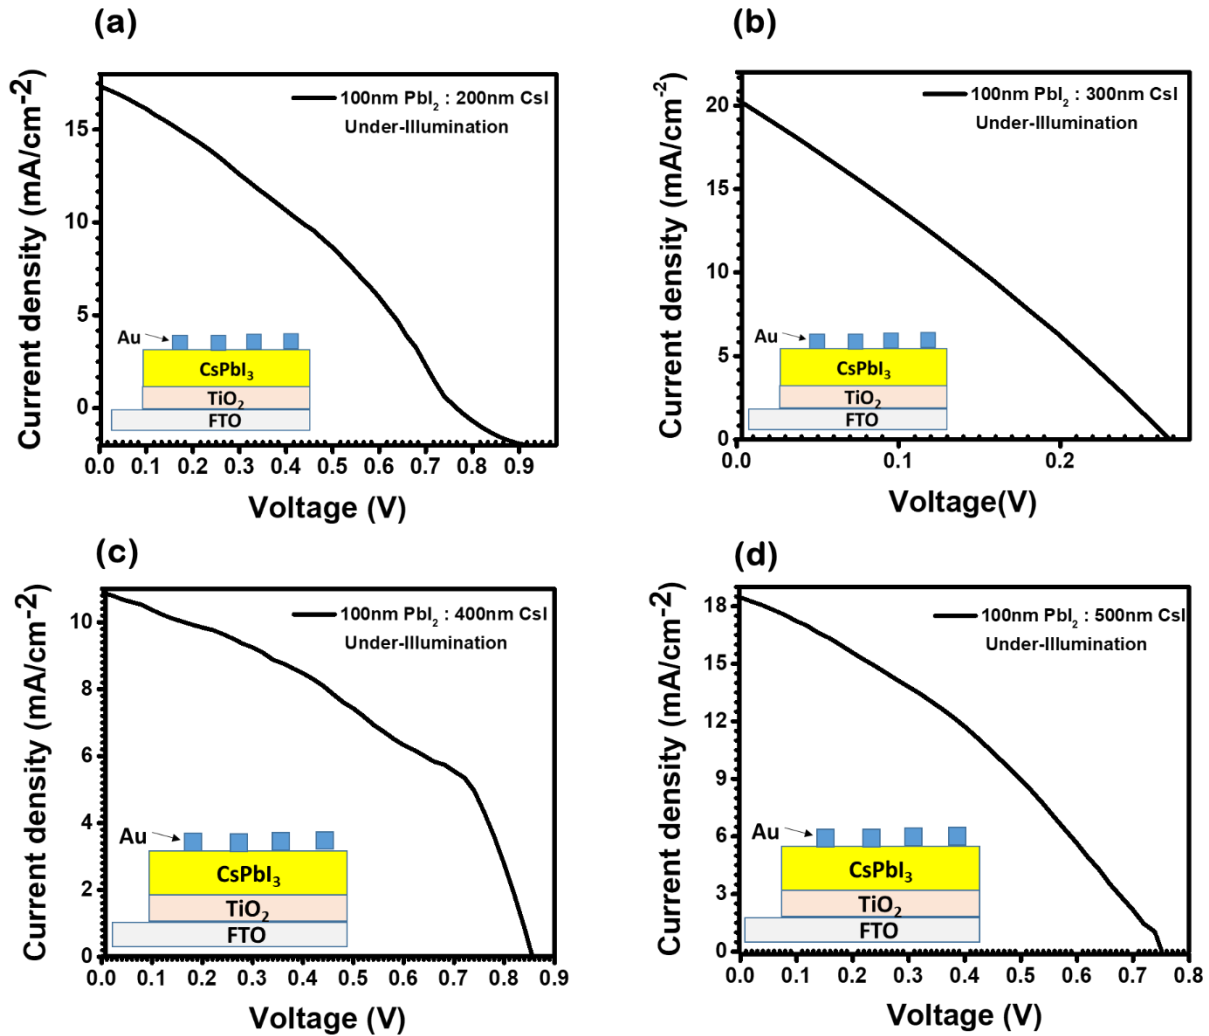 (a)
Current density (mA/cm⁻²)
15
10
5
0
100nm PbI₂ : 200nm CsI
Under-Illumination
Au
CsPbI₃
TiO₂
FTO
0.0 0.1 0.2 0.3 0.4 0.5 0.6 0.7 0.8 0.9
Voltage (V)
(b)
Current density (mA/cm⁻²)
20
15
10
5
0
100nm PbI₂ : 300nm CsI
Under-Illumination
Au
CsPbI₃
TiO₂
FTO
0.0 0.1 0.2
Voltage(V)
(c)
Current density (mA/cm⁻²)
10
8
6
4
2
0
100nm PbI₂ : 400nm CsI
Under-Illumination
Au
CsPbI₃
TiO₂
FTO
0.0 0.1 0.2 0.3 0.4 0.5 0.6 0.7 0.8 0.9
Voltage (V)
(d)
Current density (mA/cm⁻²)
18
15
12
9
6
3
0
100nm PbI₂ : 500nm CsI
Under-Illumination
Au
CsPbI₃
TiO₂
FTO
0.0 0.1 0.2 0.3 0.4 0.5 0.6 0.7 0.8
Voltage (V)